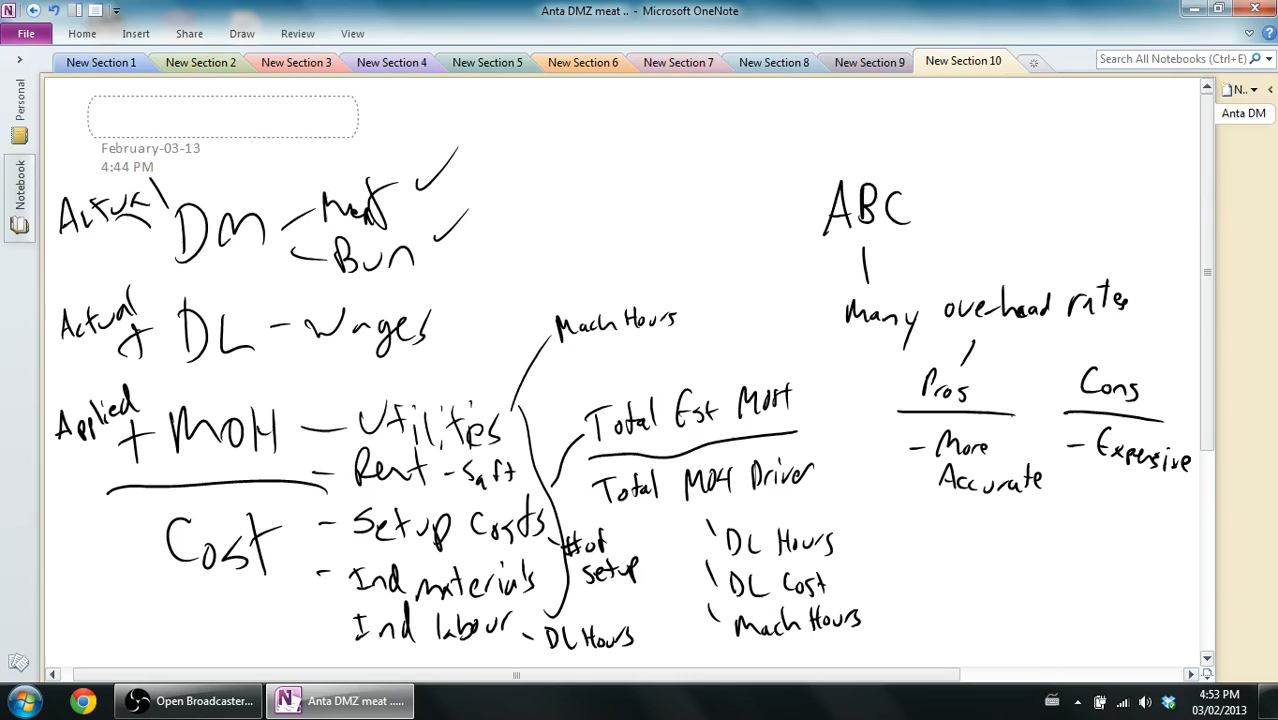 Anta DMZ meat .. - Microsoft OneNote
File Home Insert Share Draw Review View
New Section 1 New Section 2 New Section 3 New Section 4 New Section 5 New Section 6 New Section 7 New Section 8 New Section 9 New Section 10
Search All Notebooks (Ctrl+E)
N..
Anta DM
Personal
Notebook
February-03-13
4:44 PM
Actual DM - Meat ✓
- Bun ✓
Actual + DL - Wages
Applied + MOH - Utilities
Mach Hours
- Rent - Sq ft
- Setup Costs
# of setup
- Ind materials
Ind labour - DL Hours
Cost
Total Est MOH
Total MOH Driver
DL Hours
DL Cost
Mach Hours
ABC
Many overhead rates
Pros
- More
Accurate
Cons
- Expensive
Open Broadcaster...
Anta DMZ meat .....
4:53 PM
03/02/2013